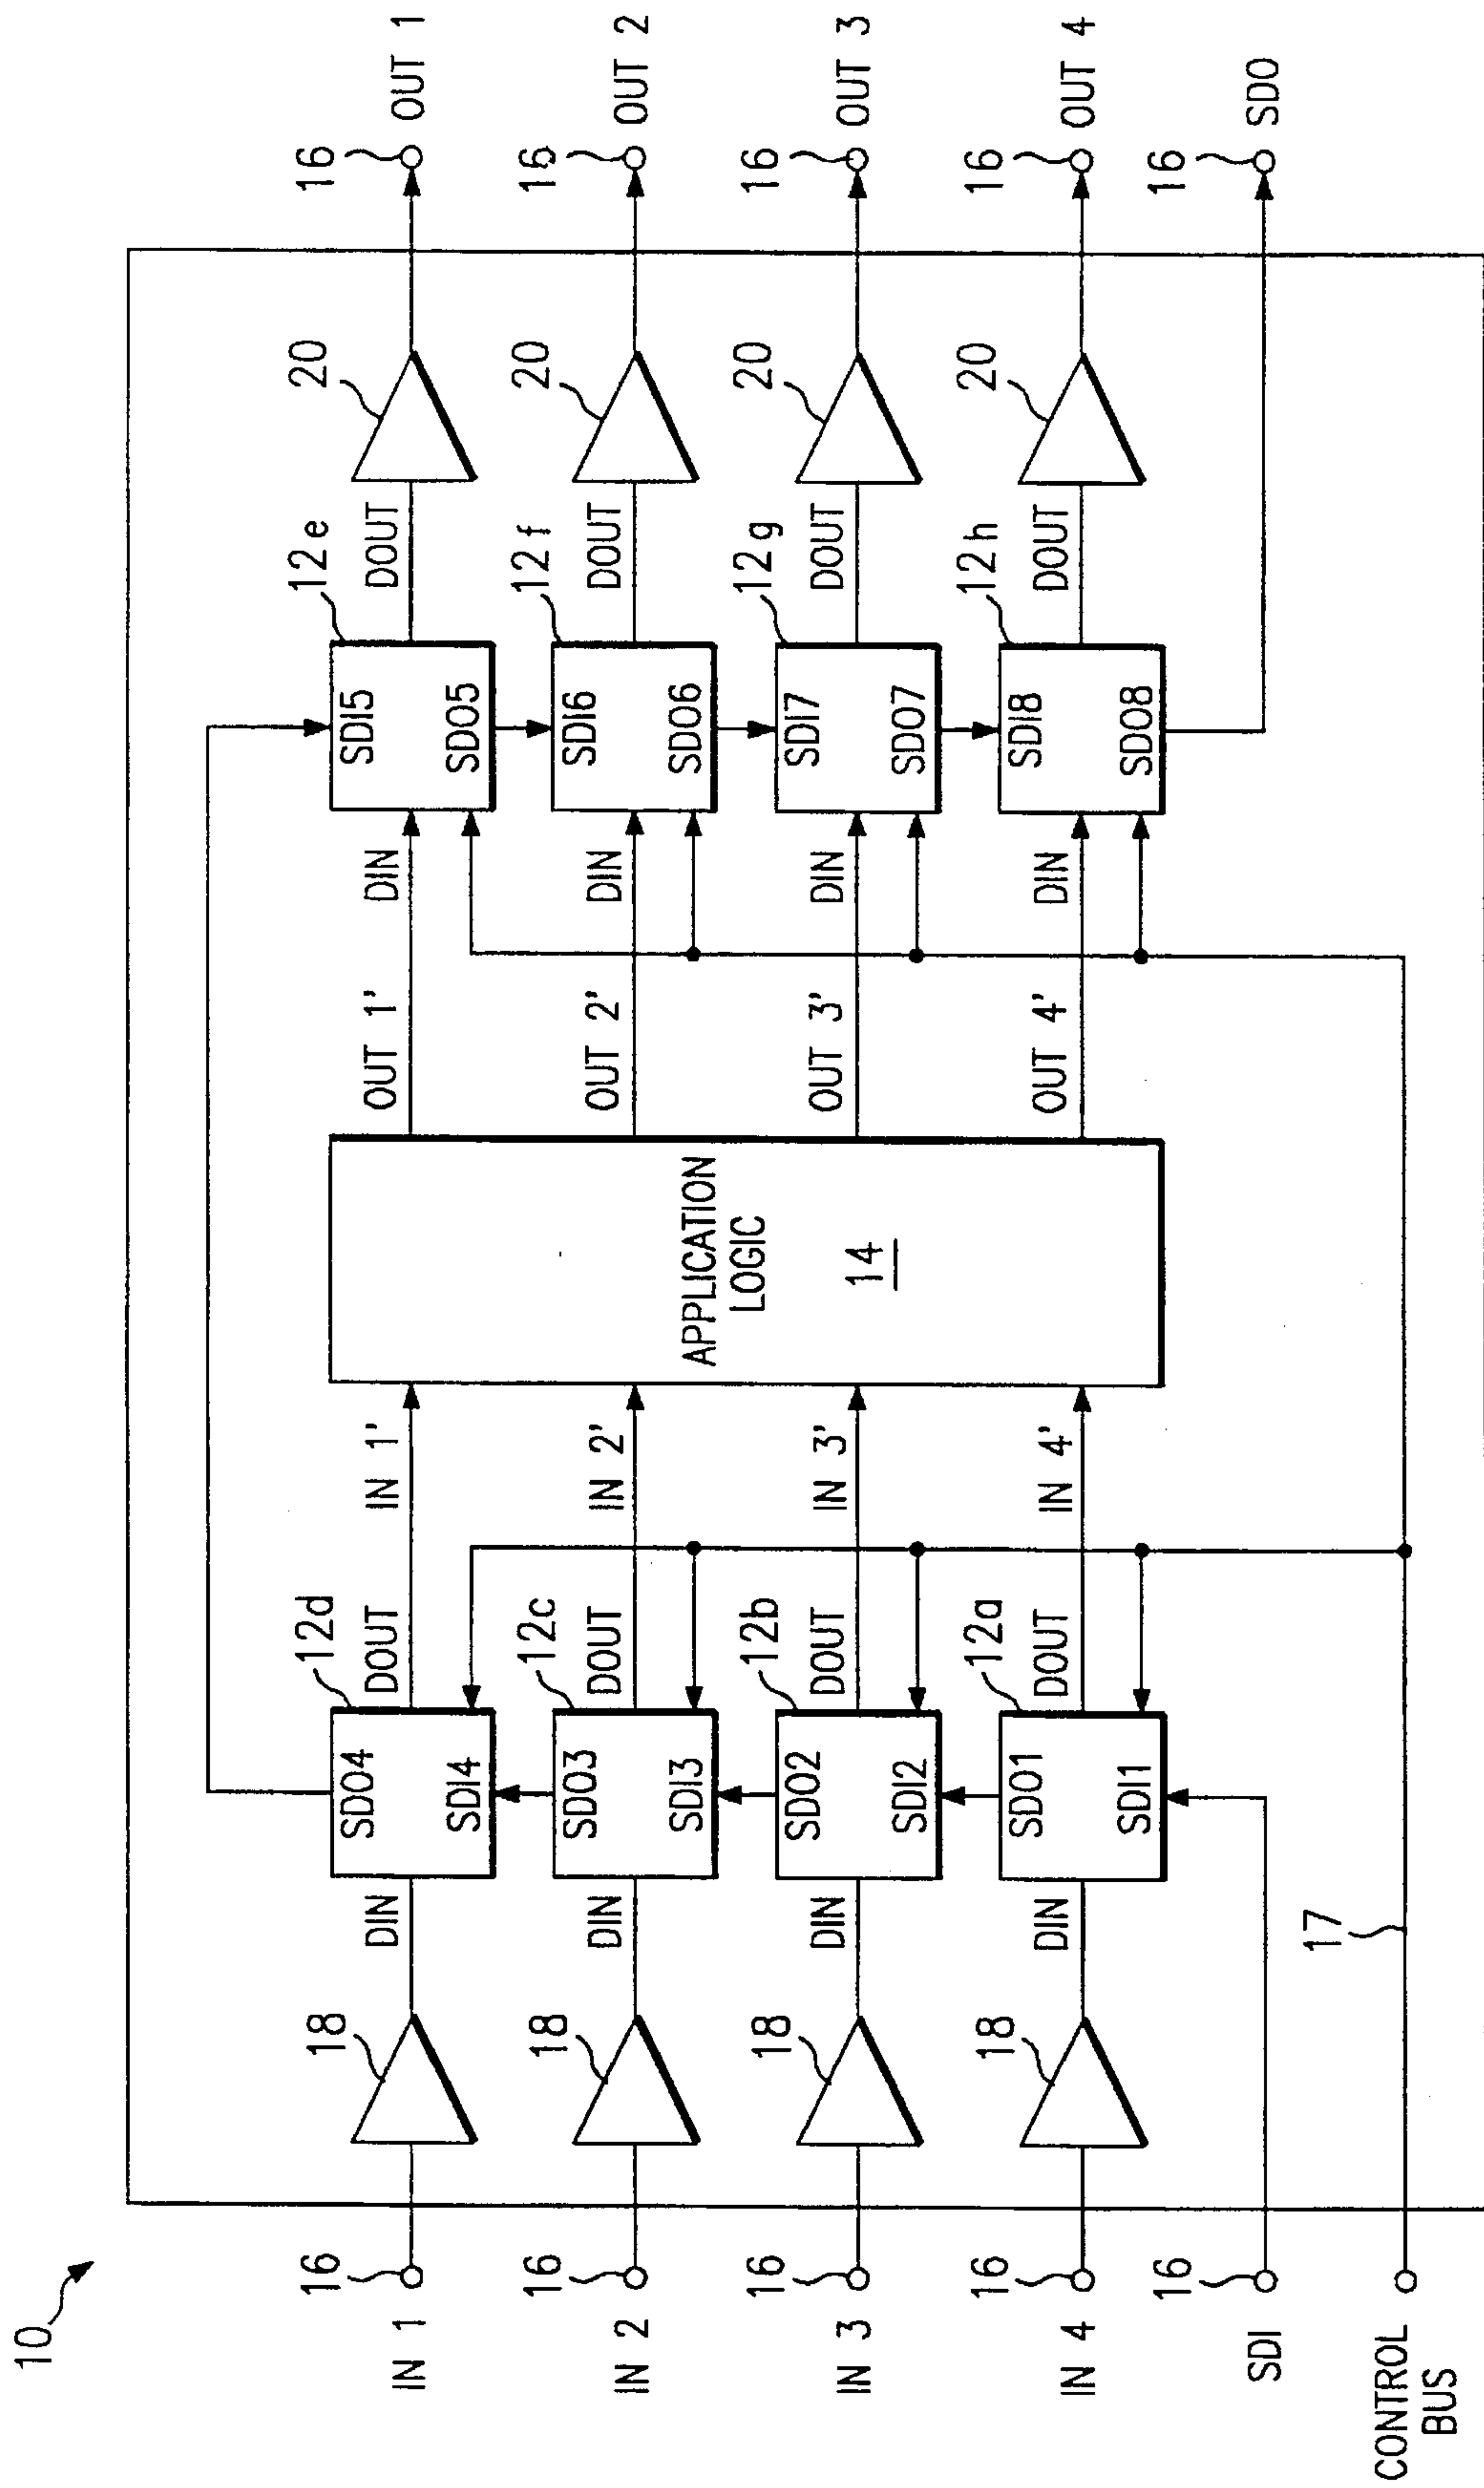 10
IN 1
16
18
DIN
12d
SDO4
SDI4
DOUT
IN 1'
OUT 1'
DIN
12e
SDI5
SDO5
DOUT
20
16
OUT 1
IN 2
16
18
DIN
12c
SDO3
SDI3
DOUT
IN 2'
OUT 2'
DIN
12f
SDI6
SDO6
DOUT
20
16
OUT 2
APPLICATION
LOGIC
14
IN 3
16
18
DIN
12b
SDO2
SDI2
DOUT
IN 3'
OUT 3'
DIN
12g
SDI7
SDO7
DOUT
20
16
OUT 3
IN 4
16
18
DIN
12a
SDO1
SDI1
DOUT
IN 4'
OUT 4'
DIN
12h
SDI8
SDO8
DOUT
20
16
OUT 4
SDI
16
16
SDO
CONTROL
BUS
17